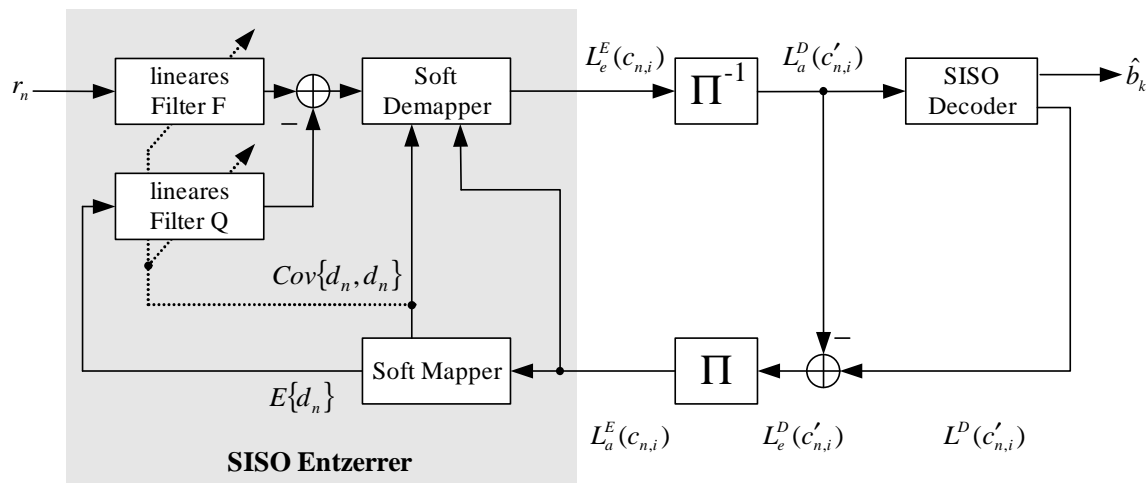 L_e^E(c_{n,i})
L_a^D(c'_{n,i})
r_n
lineares
Filter F
−
Soft
Demapper
Π^{-1}
SISO
Decoder
b̂_k
lineares
Filter Q
Cov{d_n, d_n}
−
Soft Mapper
Π
E{d_n}
L_a^E(c_{n,i})
L_e^D(c'_{n,i})
L^D(c'_{n,i})
SISO Entzerrer